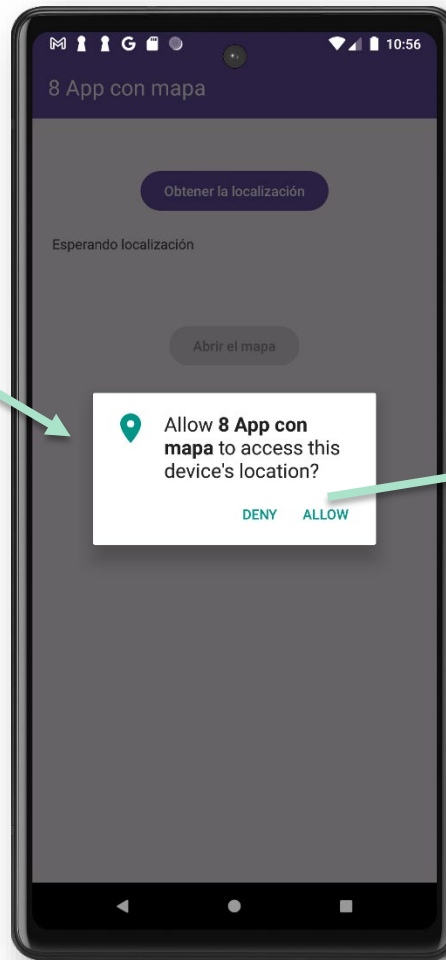 10:56
8 App con mapa
Obtener la localización
Esperando localización
Abrir el mapa
Allow 8 App con
mapa to access this
device's location?
DENY ALLOW